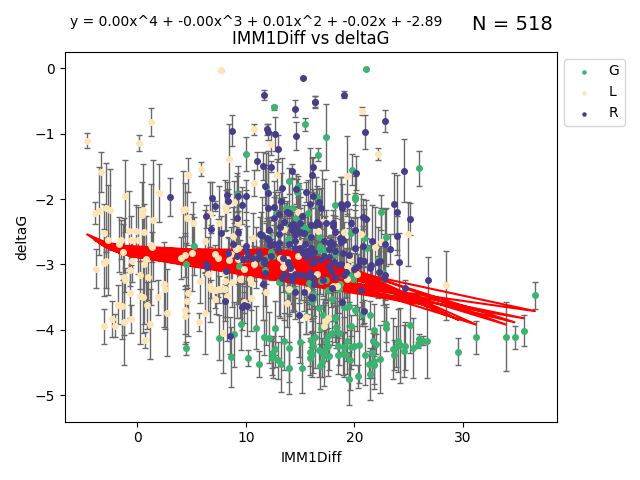 y = 0.00x^4 + -0.00x^3 + 0.01x^2 + -0.02x + -2.89
N = 518
IMM1Diff vs deltaG
G
L
R
0
−1
−2
−3
−4
−5
deltaG
0 10 20 30
IMM1Diff